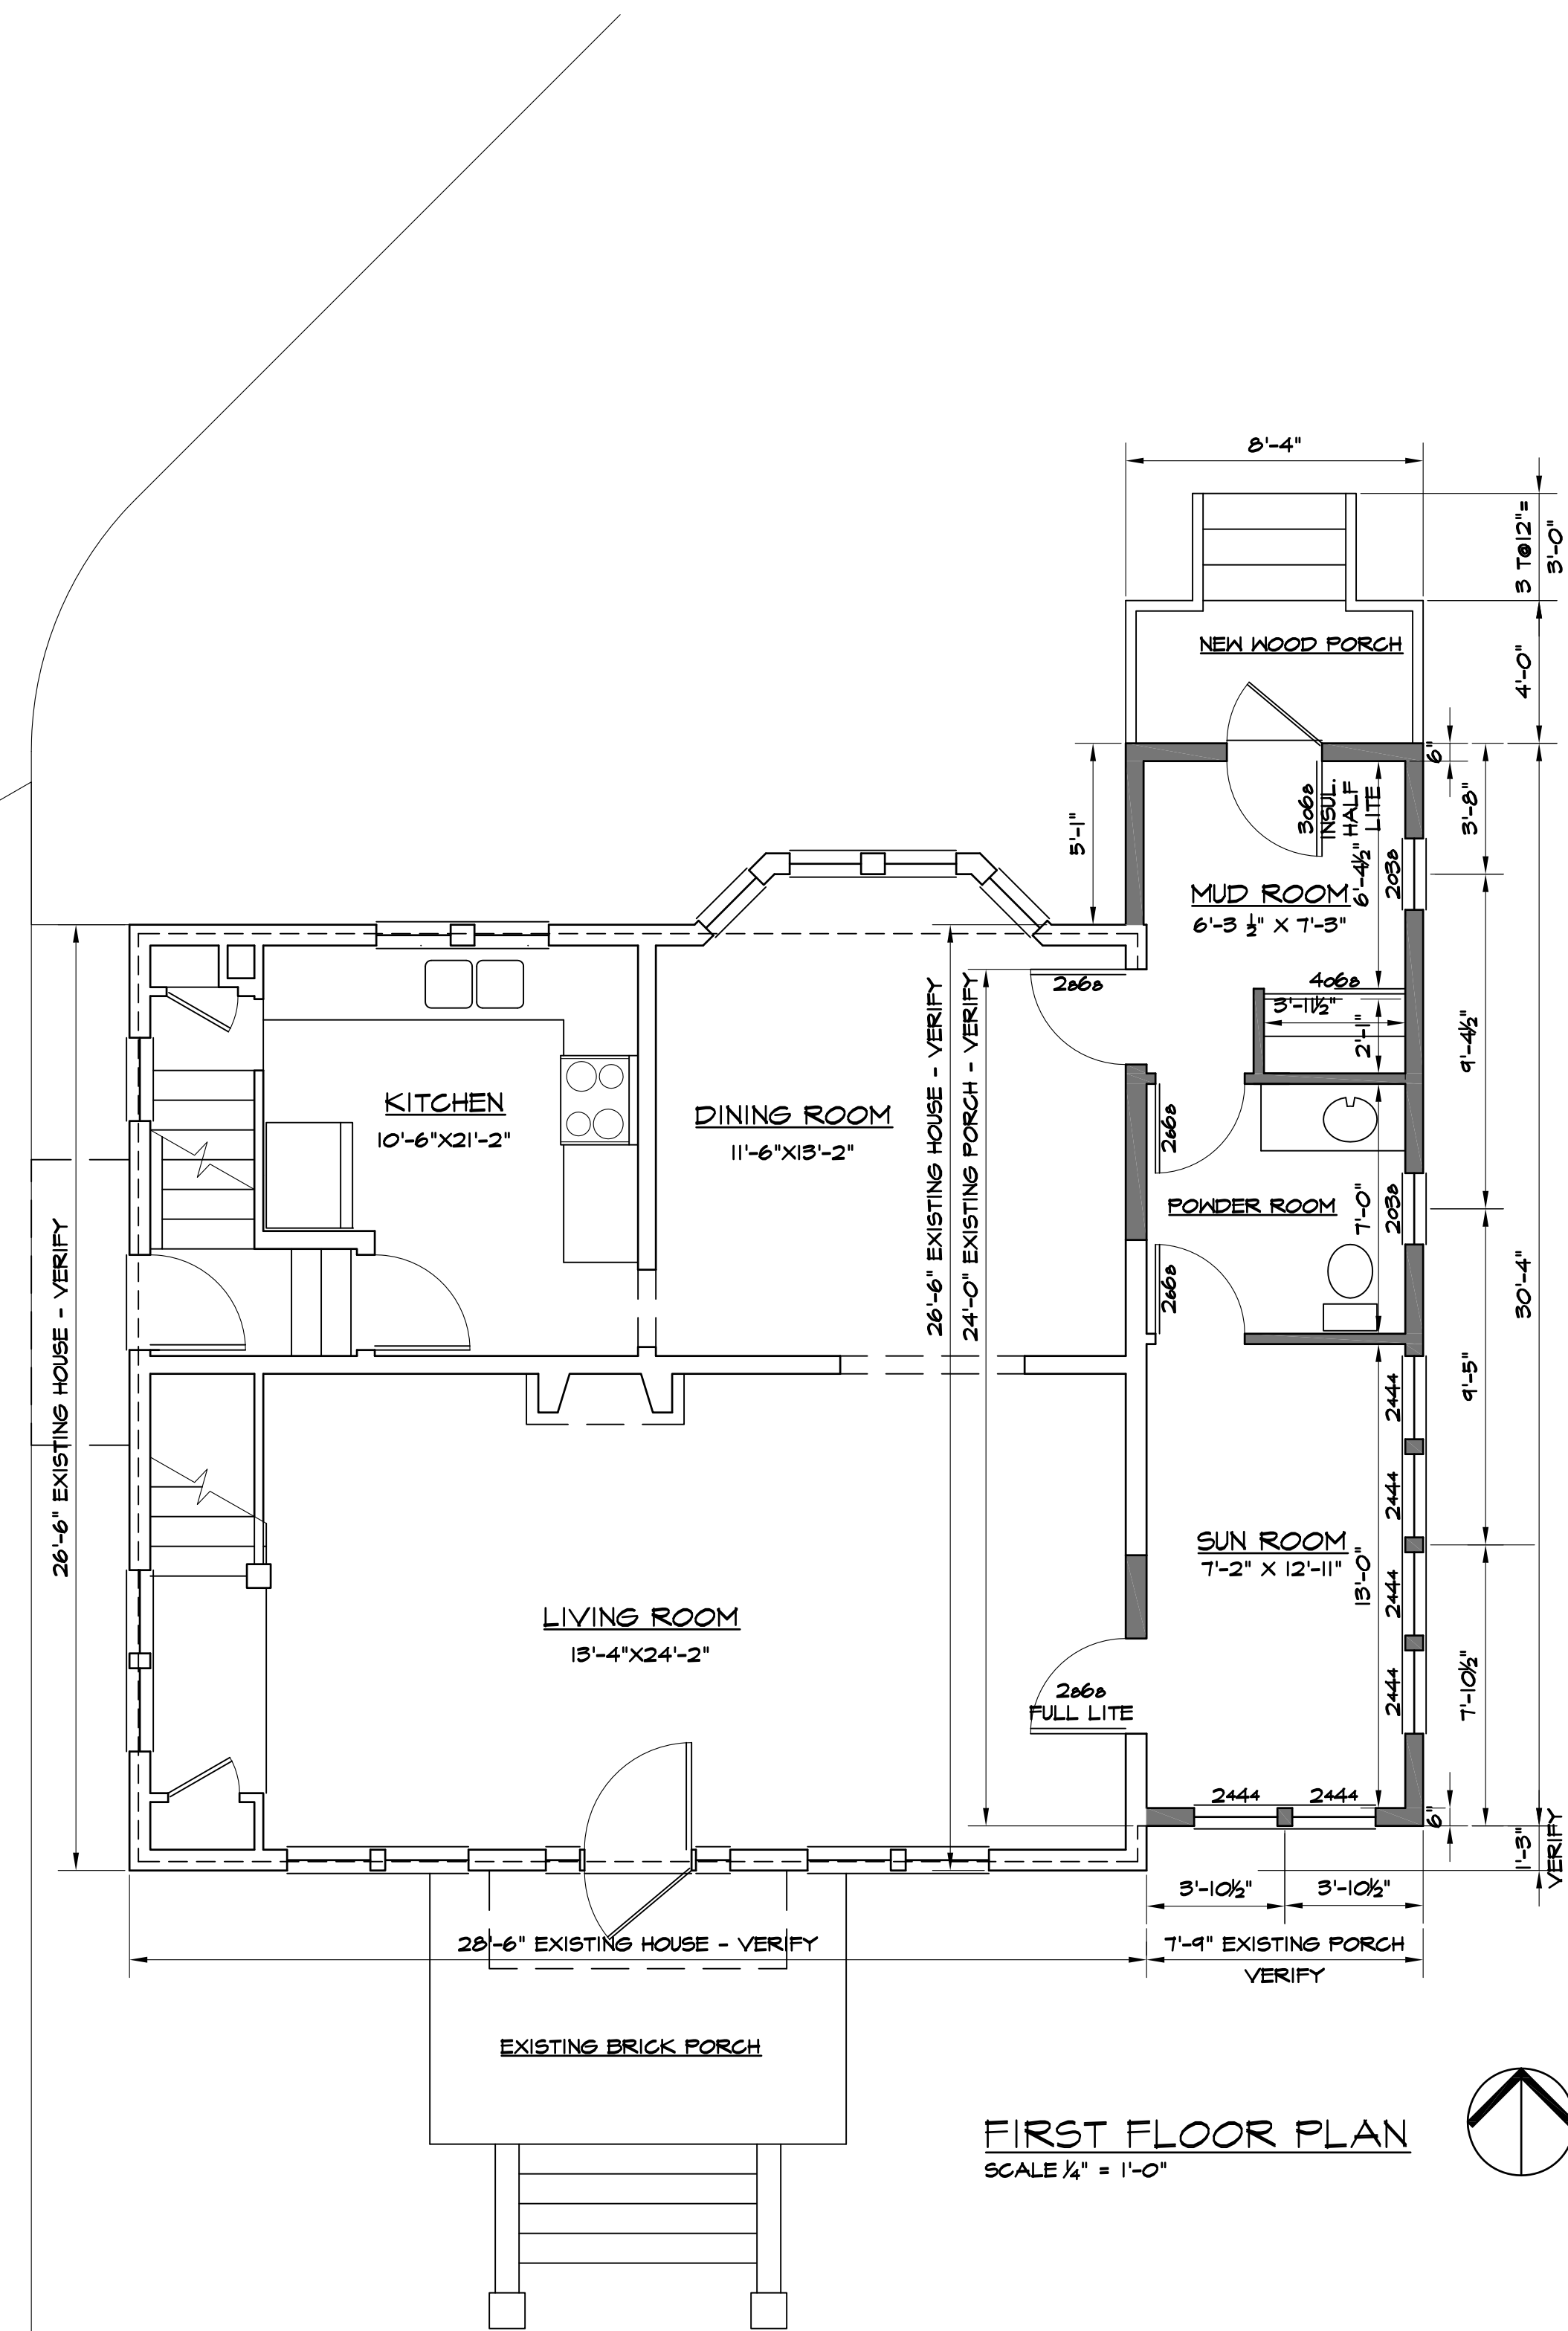 8'-4"
3 T@12"=
3'-0"
NEW WOOD PORCH
4'-0"
6"
5'-1"
3068
INSUL.
HALF
LITE
3'-8"
6'-4½"
2038
MUD ROOM
6'-3 ½" X 7'-3"
4068
3'-11½"
2'-1"
9'-4½"
2868
KITCHEN
10'-6"X21'-2"
DINING ROOM
11'-6"X13'-2"
26'-6" EXISTING HOUSE - VERIFY
24'-0" EXISTING PORCH - VERIFY
2668
POWDER ROOM
7'-0"
2038
2668
30'-4"
26'-6" EXISTING HOUSE - VERIFY
9'-5"
2444
2444
SUN ROOM
7'-2" X 12'-11"
13'-0"
2444
2444
LIVING ROOM
13'-4"X24'-2"
2868
FULL LITE
7'-10½"
2444
2444
6"
1'-3"
VERIFY
3'-10½"
3'-10½"
28'-6" EXISTING HOUSE - VERIFY
7'-9" EXISTING PORCH
VERIFY
EXISTING BRICK PORCH
FIRST FLOOR PLAN
SCALE ¼" = 1'-0"